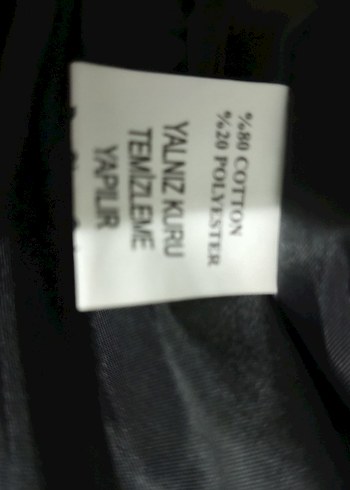 %80 COTTON
%20 POLYESTER
YALNIZ KURU
TEMİZLEME
YAPILIR